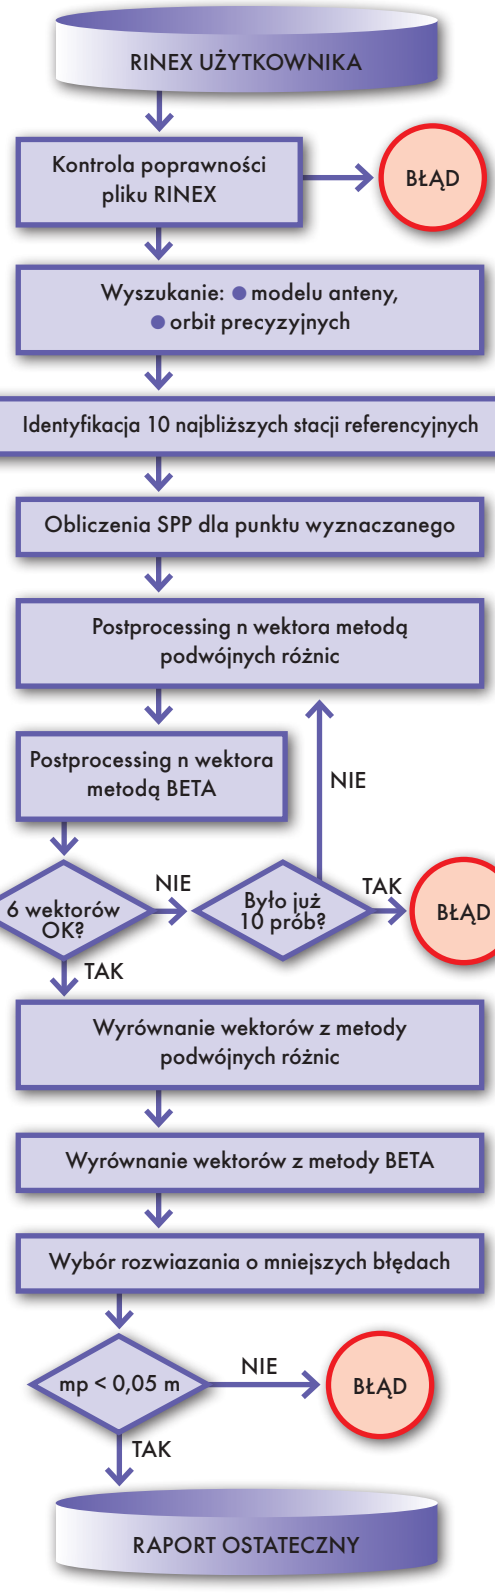 RINEX UŻYTKOWNIKA
Kontrola poprawności
pliku RINEX
BŁĄD
Wyszukanie: ● modelu anteny,
● orbit precyzyjnych
Identyfikacja 10 najbliższych stacji referencyjnych
Obliczenia SPP dla punktu wyznaczanego
Postprocessing n wektora metodą
podwójnych różnic
Postprocessing n wektora
metodą BETA
NIE
6 wektorów
OK?
NIE
Było już
10 prób?
TAK
BŁĄD
TAK
Wyrównanie wektorów z metody
podwójnych różnic
Wyrównanie wektorów z metody BETA
Wybór rozwiazania o mniejszych błędach
mp < 0,05 m
NIE
BŁĄD
TAK
RAPORT OSTATECZNY